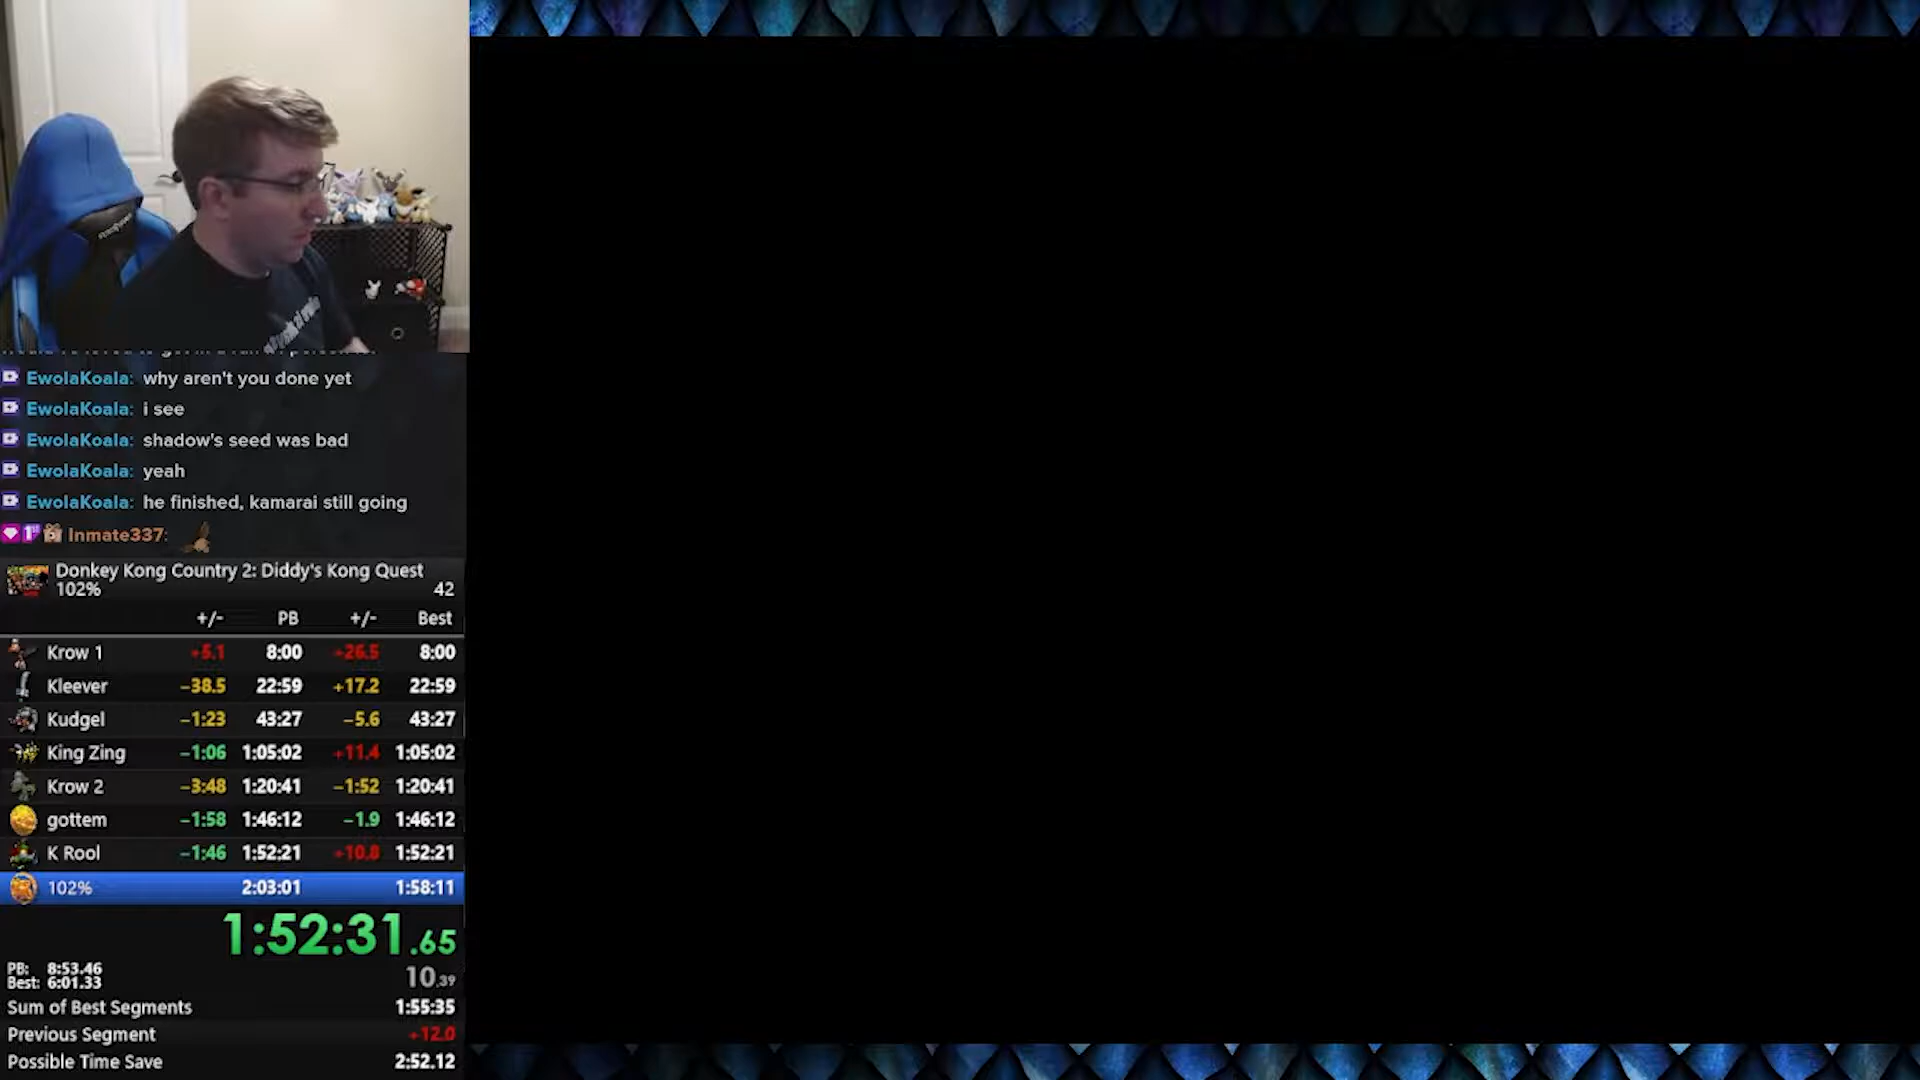 EwolaKoala: why aren't you done yet
EwolaKoala: i see
EwolaKoala: shadow's seed was bad
EwolaKoala: yeah
EwolaKoala: he finished, kamarai still going
Inmate337:
Donkey Kong Country 2: Diddy's Kong Quest
102% 42
+/- PB +/- Best
Krow 1 +5.1 8:00 +26.5 8:00
Kleever -38.5 22:59 +17.2 22:59
Kudgel -1:23 43:27 -5.6 43:27
King Zing -1:06 1:05:02 +11.4 1:05:02
Krow 2 -3:48 1:20:41 -1:52 1:20:41
gottem -1:58 1:46:12 -1.9 1:46:12
K Rool -1:46 1:52:21 +10.8 1:52:21
102% 2:03:01 1:58:11
1:52:31.65
PB: 8:53.46
Best: 6:01.33
10.39
Sum of Best Segments 1:55:35
Previous Segment +12.0
Possible Time Save 2:52.12